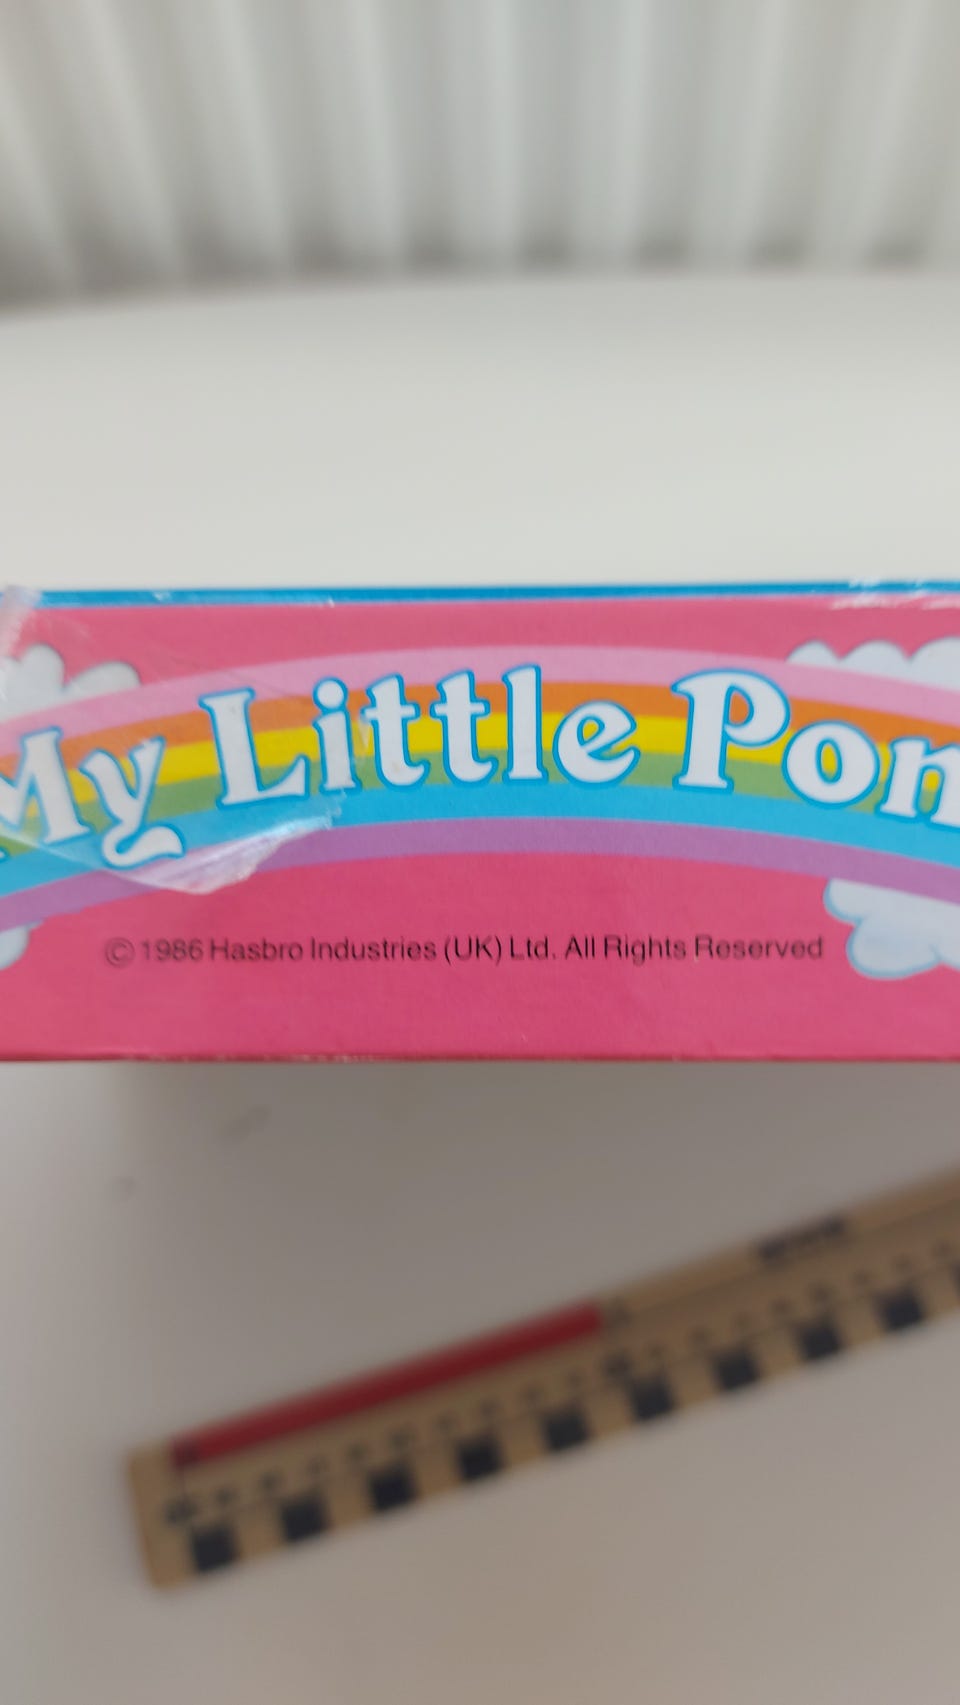 My Little Pon
© 1986 Hasbro Industries (UK) Ltd. All Rights Reserved